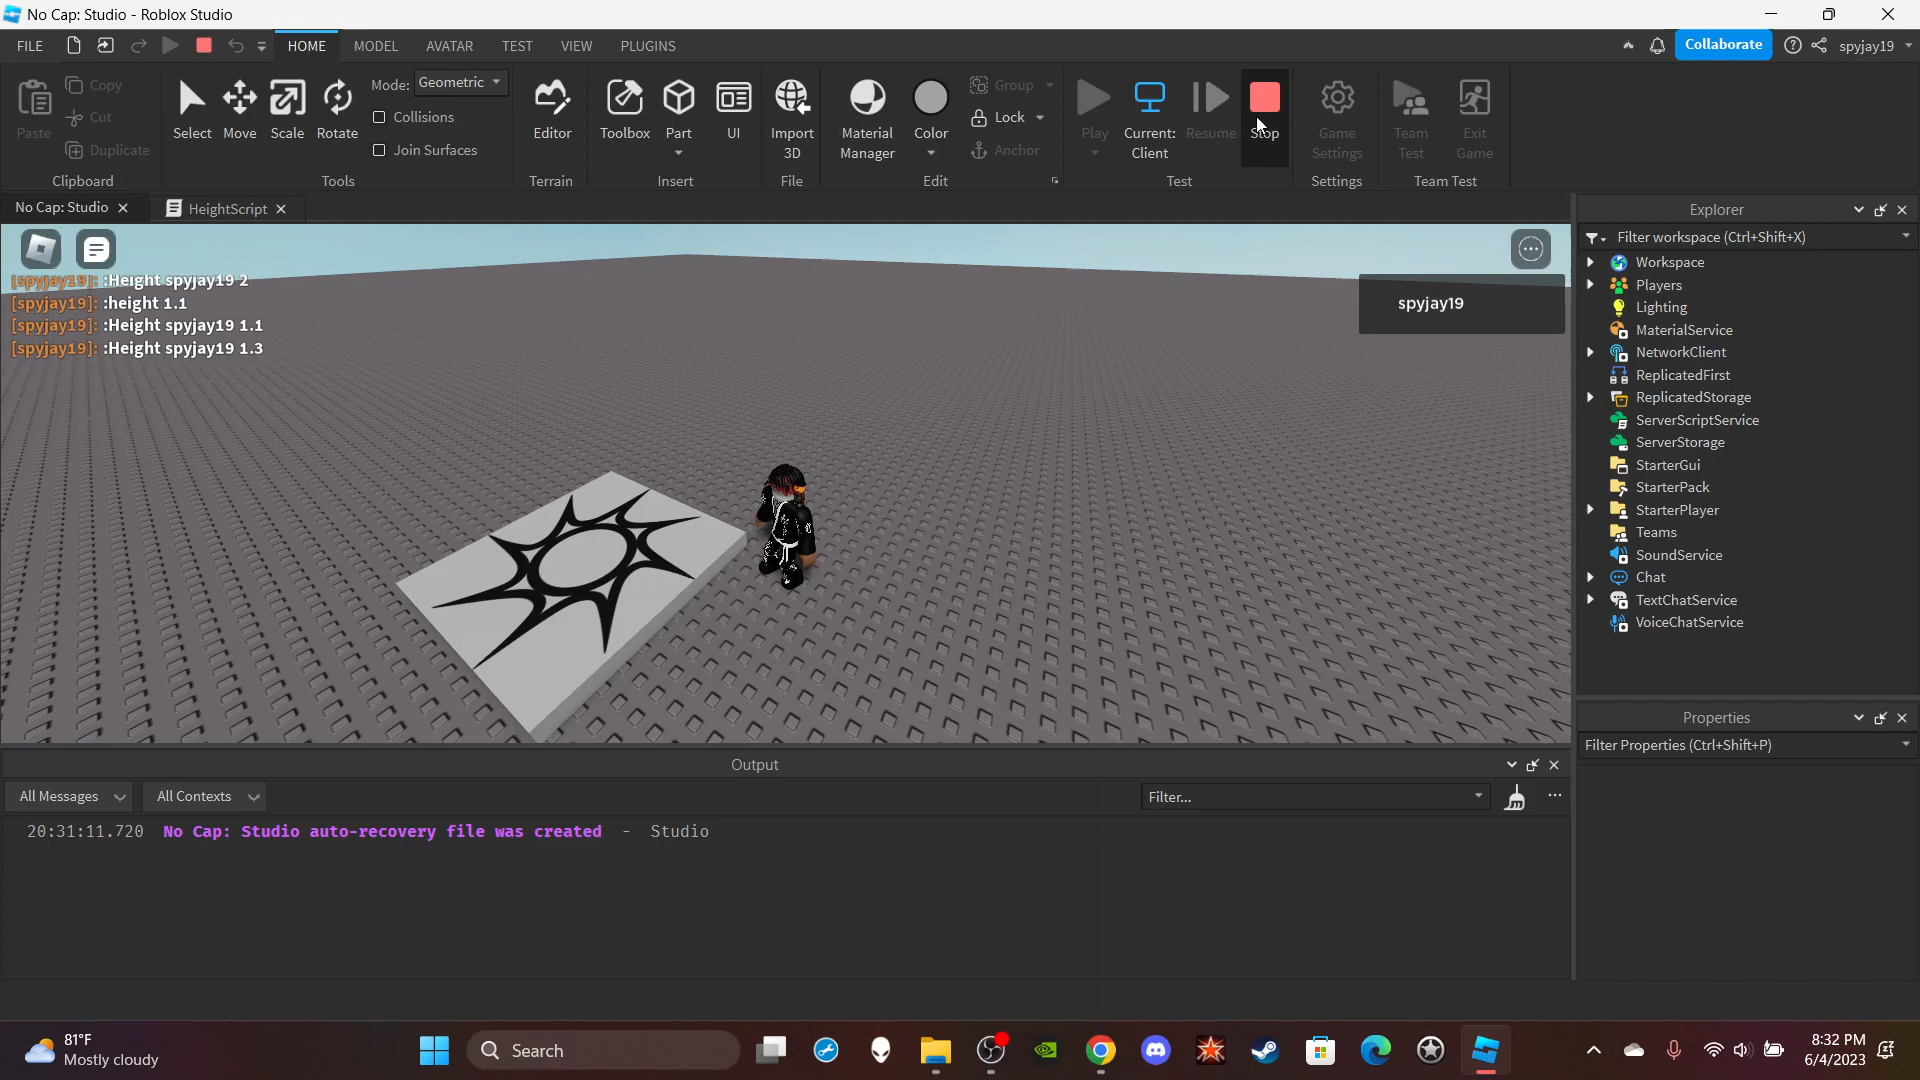 No Cap: Studio - Roblox Studio
FILE HOME MODEL AVATAR TEST VIEW PLUGINS Collaborate spyjay19
Paste Copy Cut Duplicate
Clipboard
Select Move Scale Rotate
Mode: Geometric
Collisions
Join Surfaces
Tools
Editor
Terrain
Toolbox Part UI
Insert
Import 3D
File
Material Manager
Color
Group
Lock
Anchor
Edit
Play
Current: Client
Resume
Stop
Test
Game Settings
Settings
Team Test
Exit Game
Team Test
No Cap: Studio HeightScript
[spyjay19]: :Height spyjay19 2
[spyjay19]: :height 1.1
[spyjay19]: :Height spyjay19 1.1
[spyjay19]: :Height spyjay19 1.3
spyjay19
Explorer
Filter workspace (Ctrl+Shift+X)
Workspace
Players
Lighting
MaterialService
NetworkClient
ReplicatedFirst
ReplicatedStorage
ServerScriptService
ServerStorage
StarterGui
StarterPack
StarterPlayer
Teams
SoundService
Chat
TextChatService
VoiceChatService
Properties
Filter Properties (Ctrl+Shift+P)
Output
All Messages All Contexts Filter...
20:31:11.720 No Cap: Studio auto-recovery file was created - Studio
81°F
Mostly cloudy
Search
8:32 PM
6/4/2023